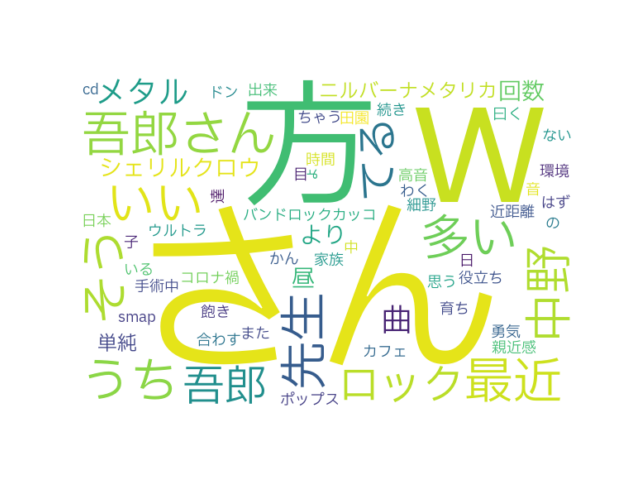 cd
メタル
ドン
出来
ニルバーナメタリカ
回数
方
w
ちゃう
田園
続き
曰く
吾郎さん
てる
ない
シェリルクロウ
時間
目
高音
環境
いい
運
わく
音
はず
細野
近距離
の
日本
バンドロックカッコ
ウルトラ
より
多い
中
子
そう
さん
かん
家族
日
中野
いる
コロナ禍
昼
思う
役立ち
手術中
smap
飽き
先生
曲
育ち
単純
合わす
また
勇気
カフェ
親近感
うち
吾郎
ロック
最近
ポップス